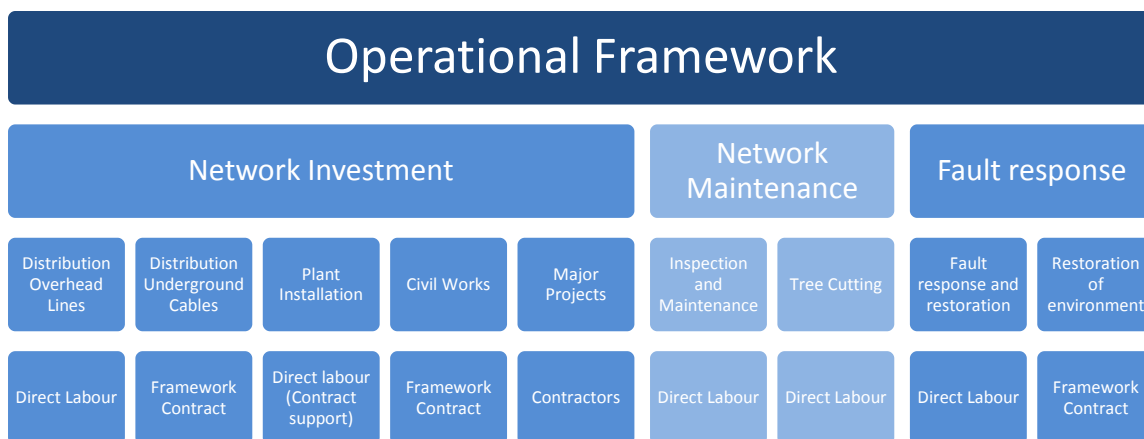 Operational Framework
Network Investment
Network
Maintenance
Fault response
Distribution
Overhead
Lines
Distribution
Underground
Cables
Plant
Installation
Civil Works
Major
Projects
Inspection
and
Maintenance
Tree Cutting
Fault
response and
restoration
Restoration
of
environment
Direct Labour
Framework
Contract
Direct labour
(Contract
support)
Framework
Contract
Contractors
Direct Labour
Direct Labour
Direct Labour
Framework
Contract